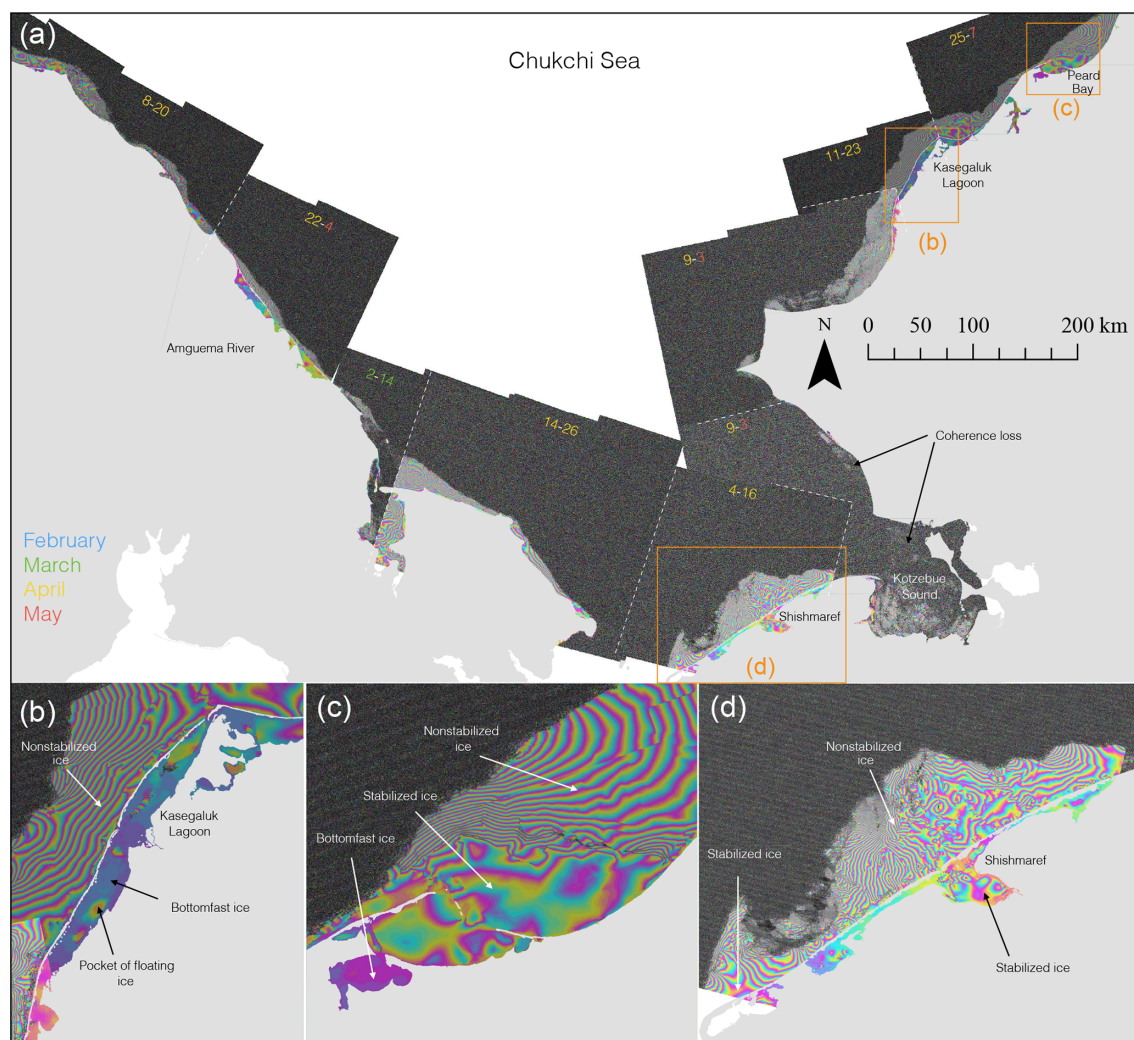 (a)
Chukchi Sea
25-7
Peard
Bay
(c)
8-20
11-23
Kasegaluk
Lagoon
(b)
22-4
9-3
N
0 50 100 200 km
Amguema River
2-14
14-26
9-3
Coherence loss
4-16
February
March
April
May
Kotzebue
Sound
Shishmaref
(d)
(b)
Nonstabilized
ice
Kasegaluk
Lagoon
Bottomfast ice
Pocket of floating
ice
(c)
Nonstabilized
ice
Stabilized ice
Bottomfast ice
(d)
Nonstabilized
ice
Stabilized ice
Shishmaref
Stabilized ice